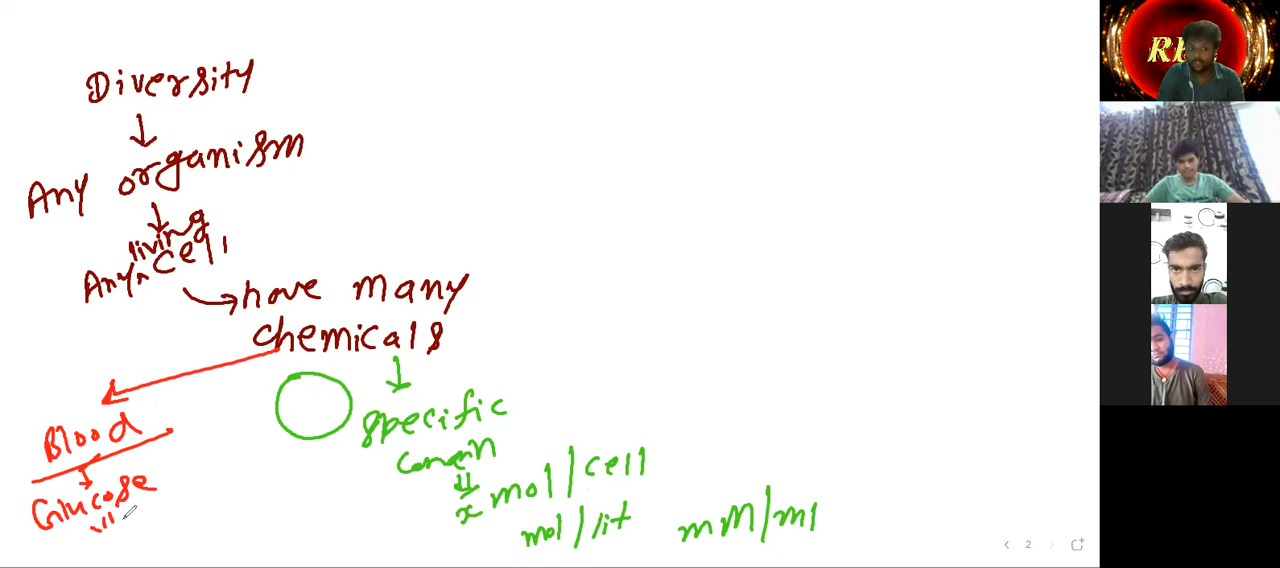 Diversity
Any organism
living
Any ^ cell
have many
chemicals
Blood
Glucose
specific
x mol/cell
mol/lit
mM/ml
2